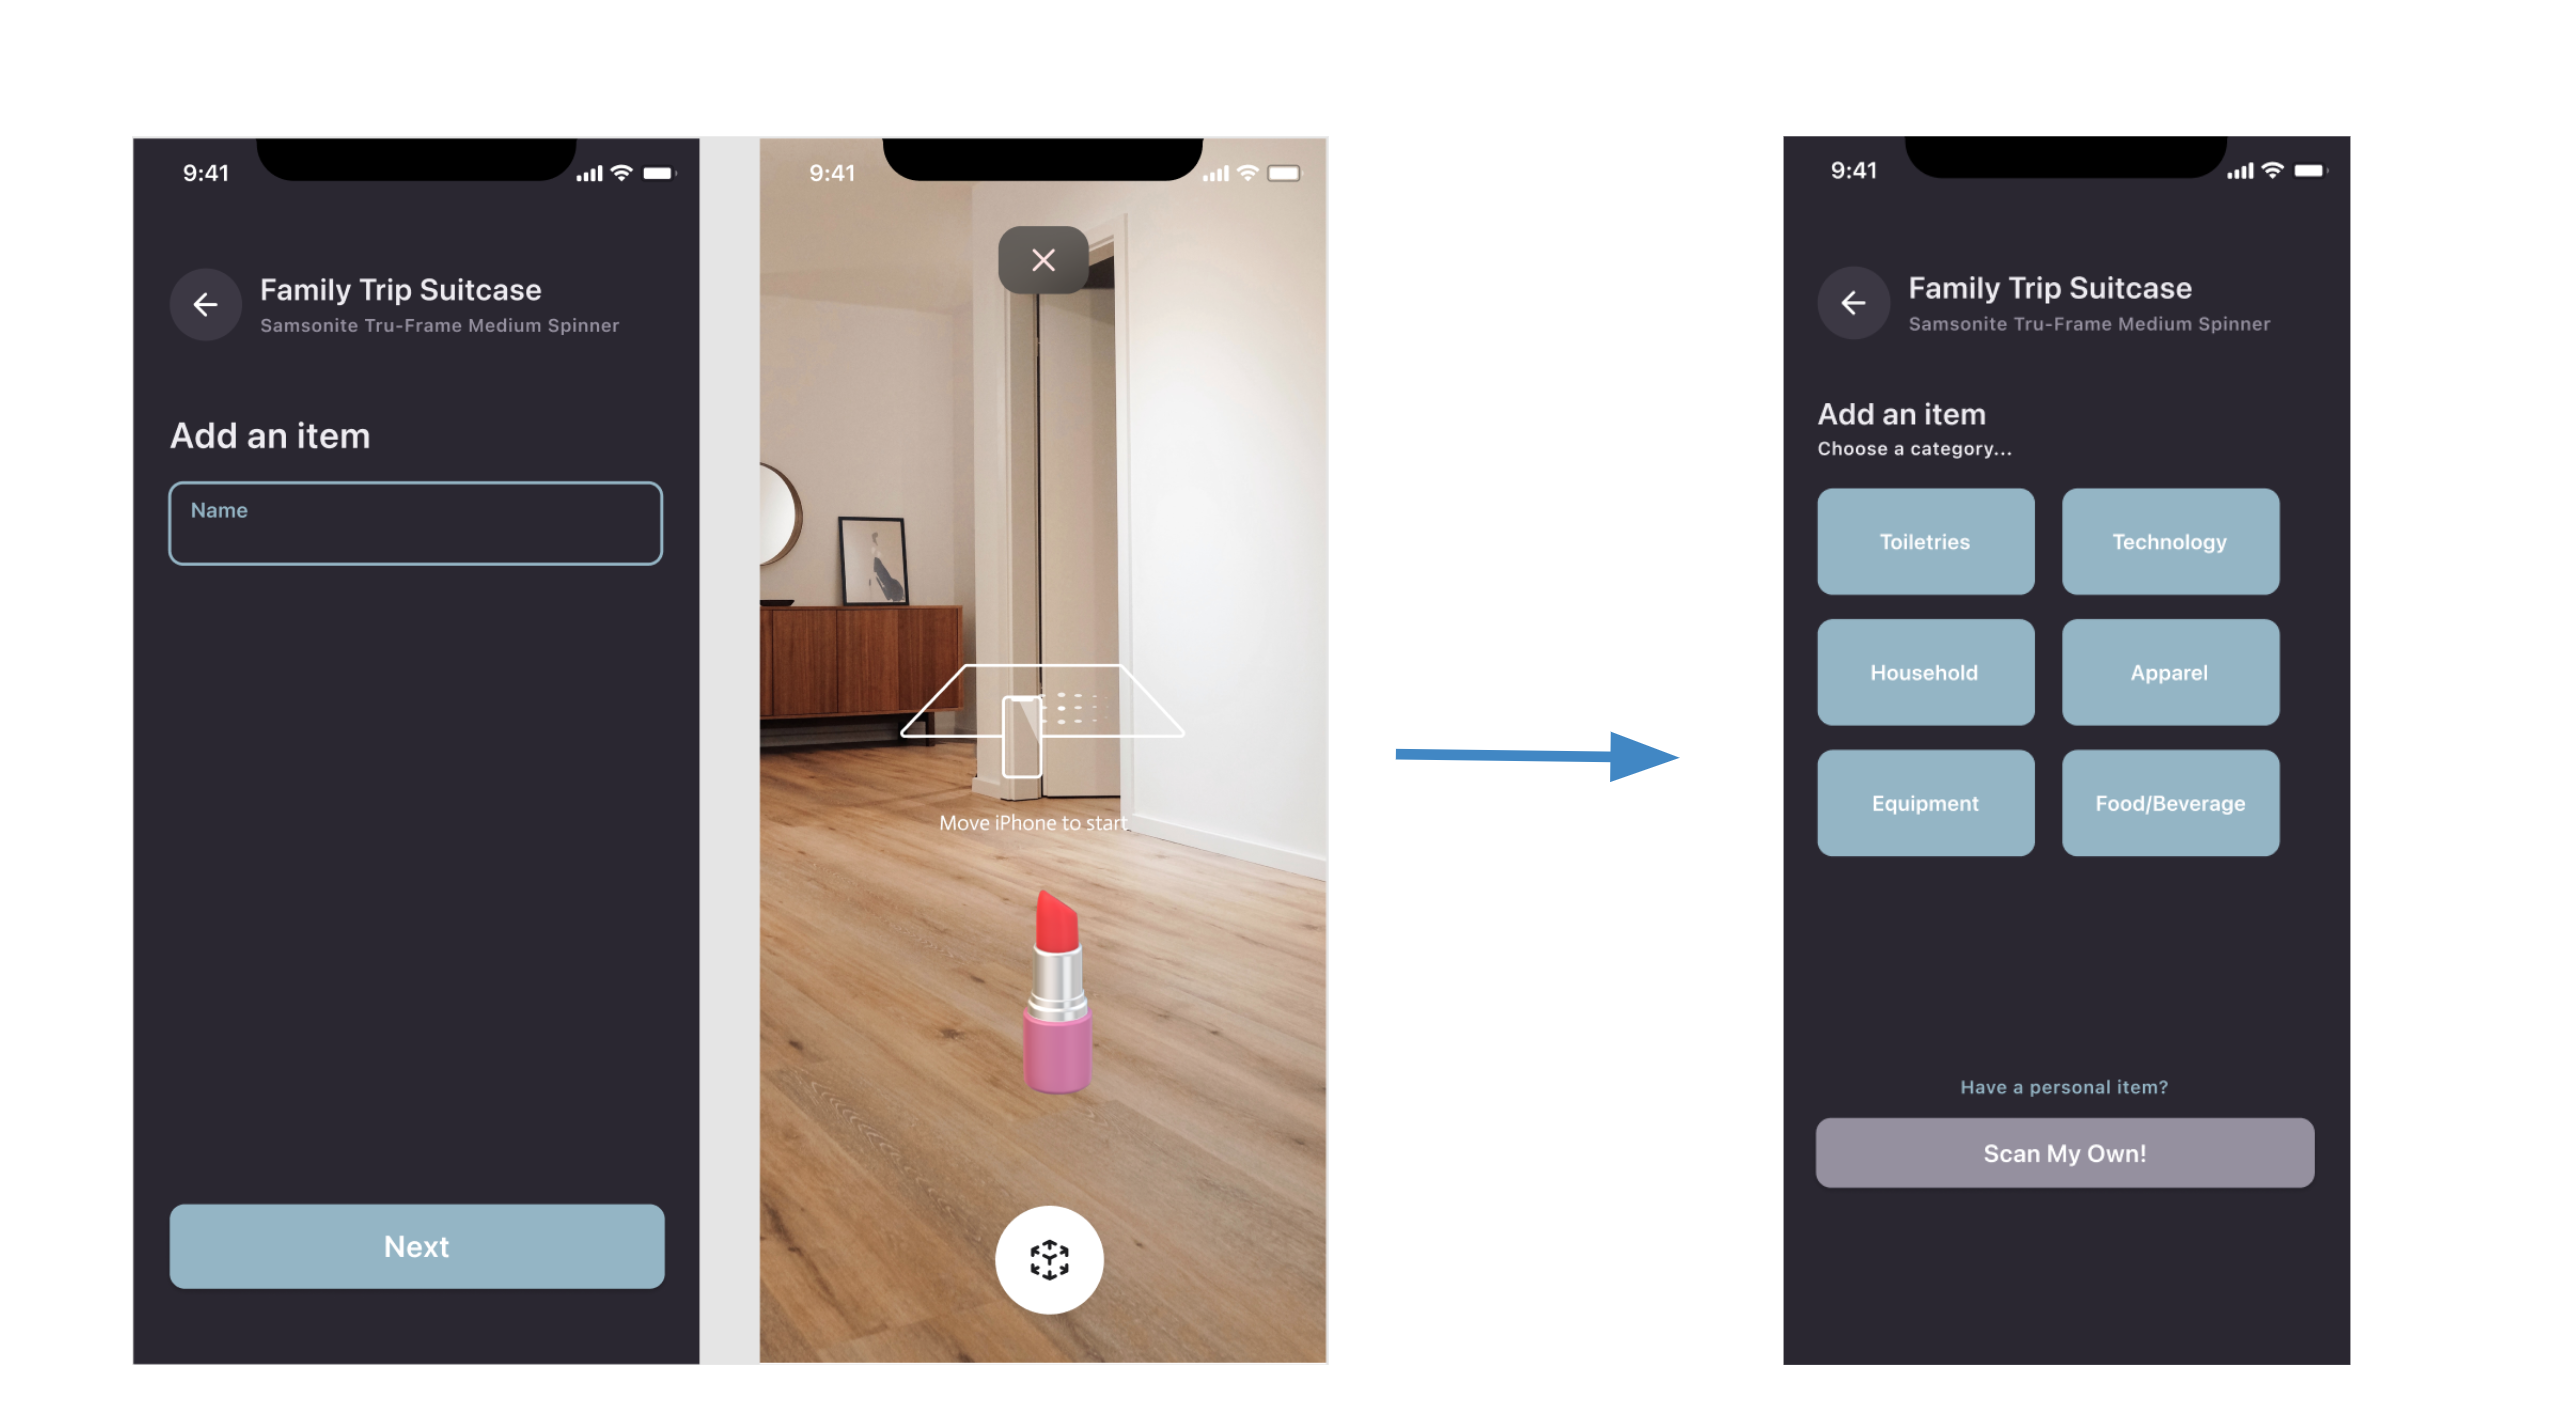 9:41
Family Trip Suitcase
Samsonite Tru-Frame Medium Spinner
Add an item
Name
Next
9:41
Move iPhone to start
9:41
Family Trip Suitcase
Samsonite Tru-Frame Medium Spinner
Add an item
Choose a category...
Toiletries
Technology
Household
Apparel
Equipment
Food/Beverage
Have a personal item?
Scan My Own!